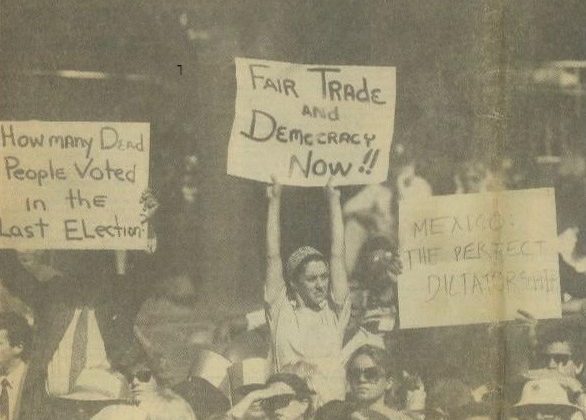 How many Dead
People Voted
in the
Last Election?
FAIR TRADE
AND
DEMOCRACY
NOW!!
MEXICO:
THE PERFECT
DICTATORSHIP